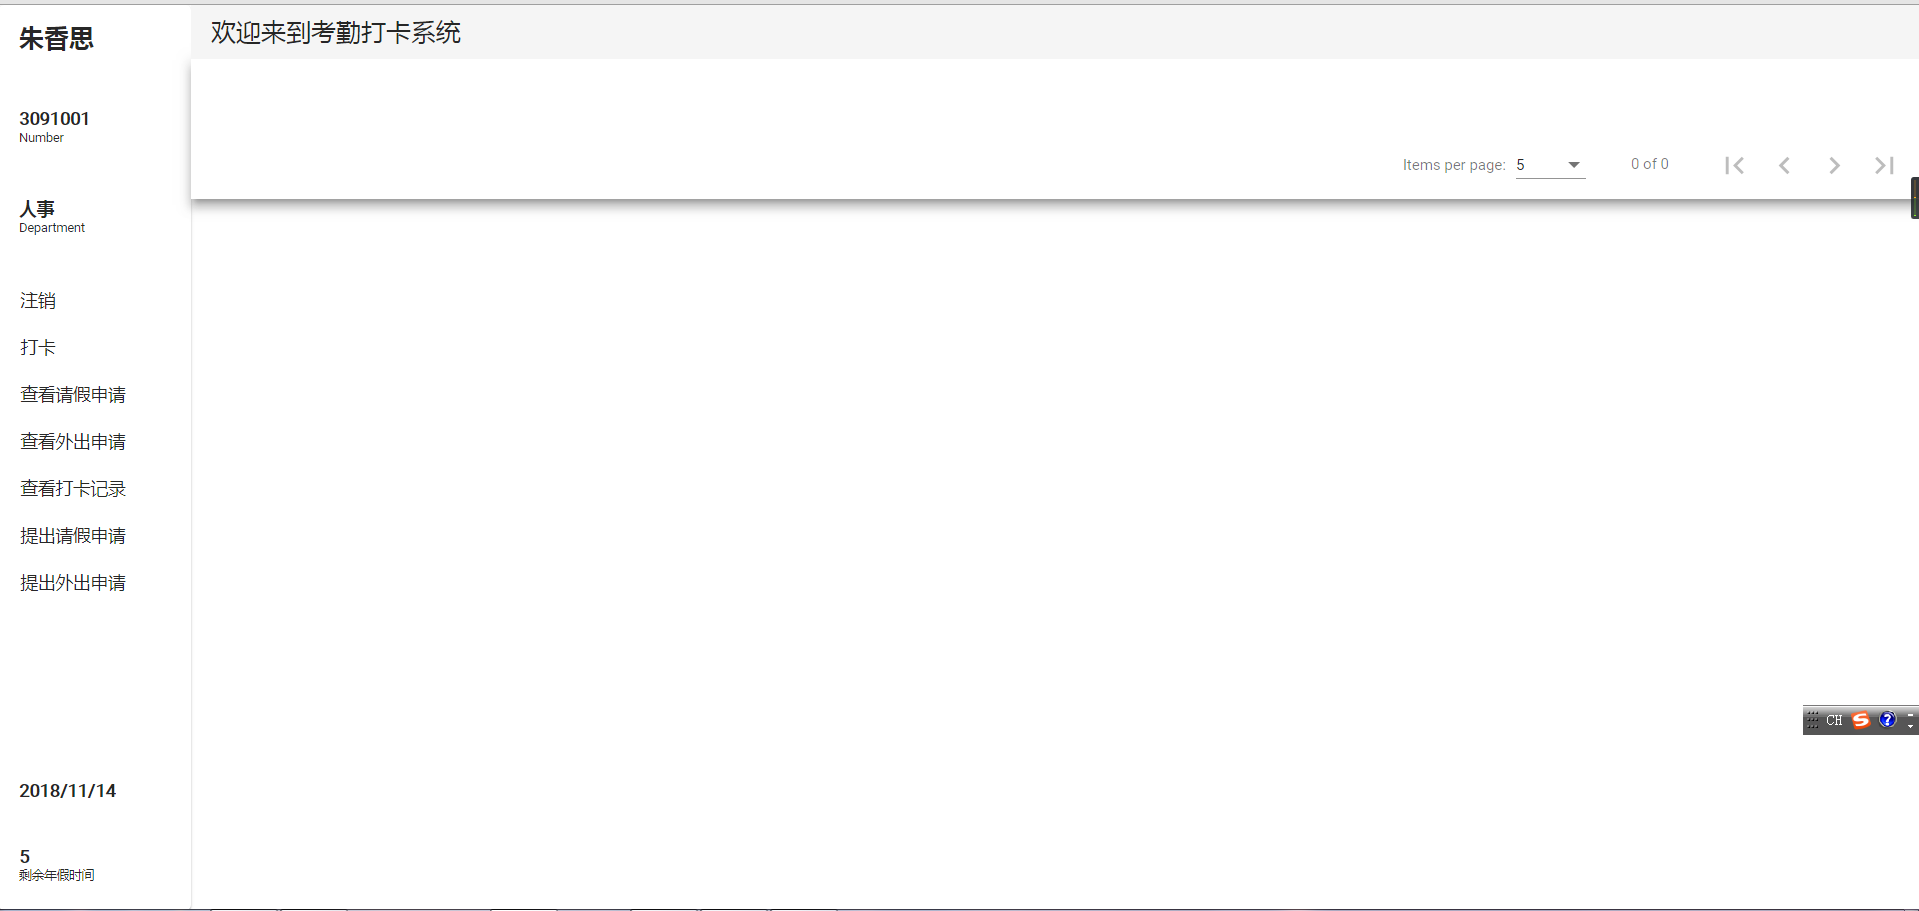 朱香思
欢迎来到考勤打卡系统
3091001
Number
Items per page: 5 0 of 0
人事
Department
注销
打卡
查看请假申请
查看外出申请
查看打卡记录
提出请假申请
提出外出申请
CH
2018/11/14
5
剩余年假时间